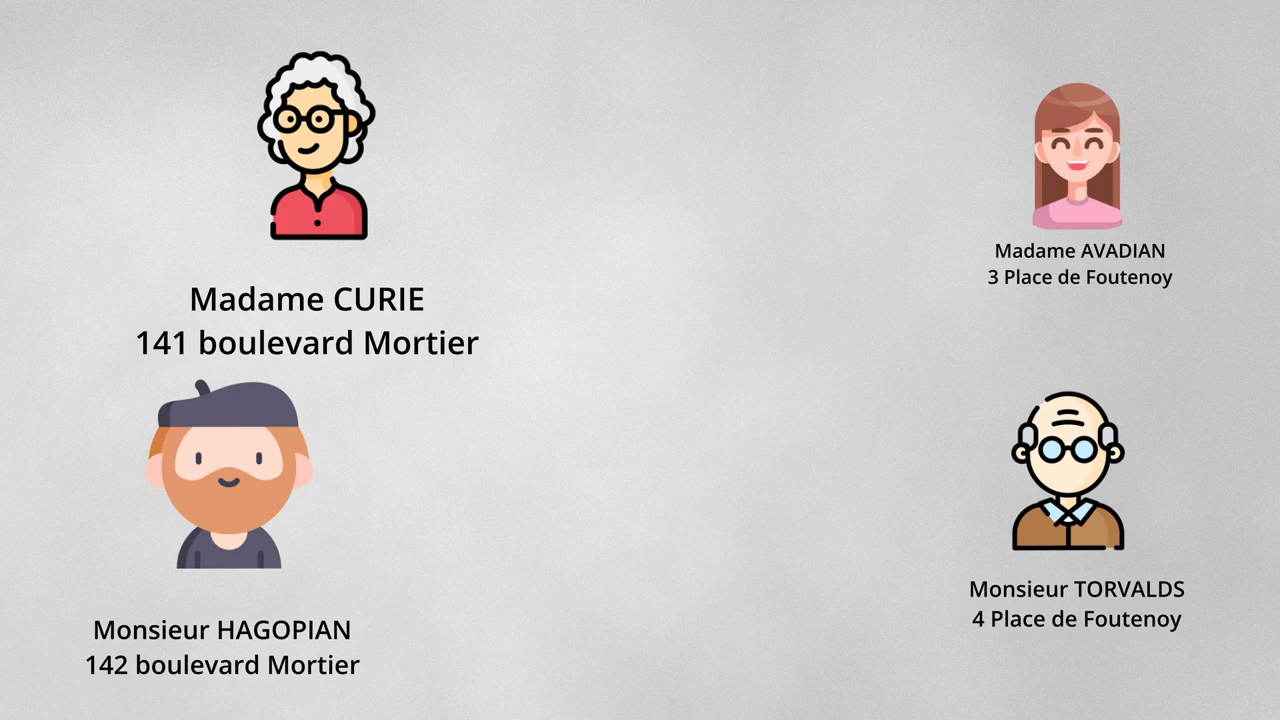 Madame CURIE
141 boulevard Mortier
Madame AVADIAN
3 Place de Foutenoy
Monsieur HAGOPIAN
142 boulevard Mortier
Monsieur TORVALDS
4 Place de Foutenoy